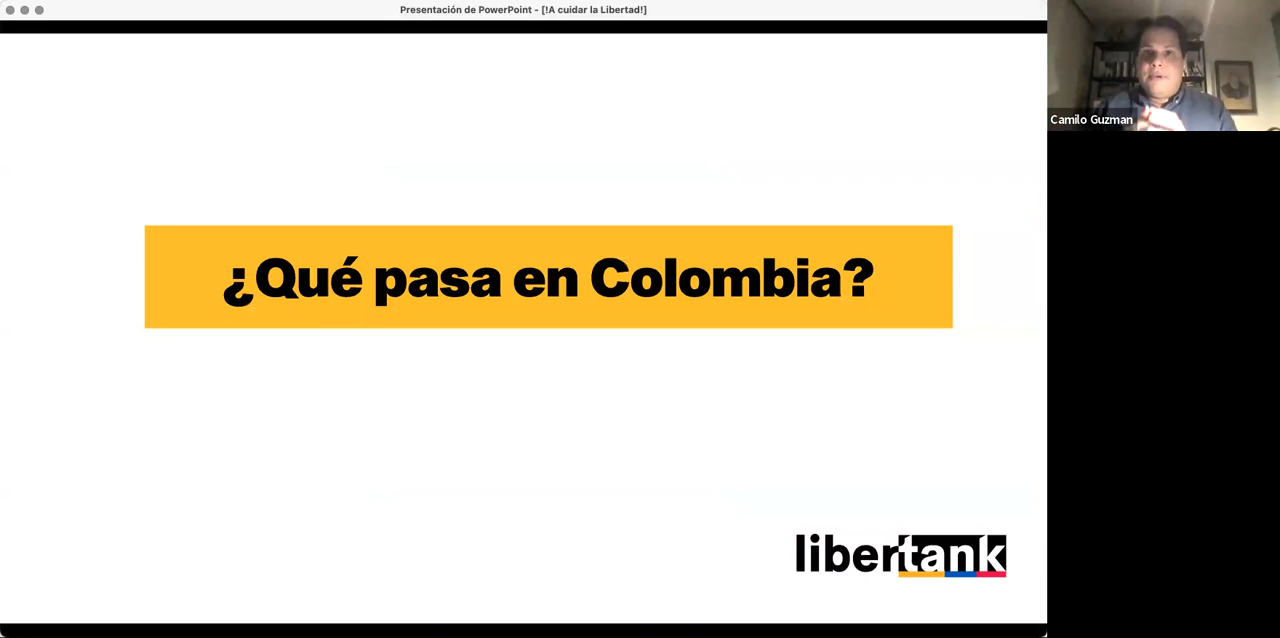 Presentación de PowerPoint - [!A cuidar la Libertad!]
Camilo Guzman
¿Qué pasa en Colombia?
libertank